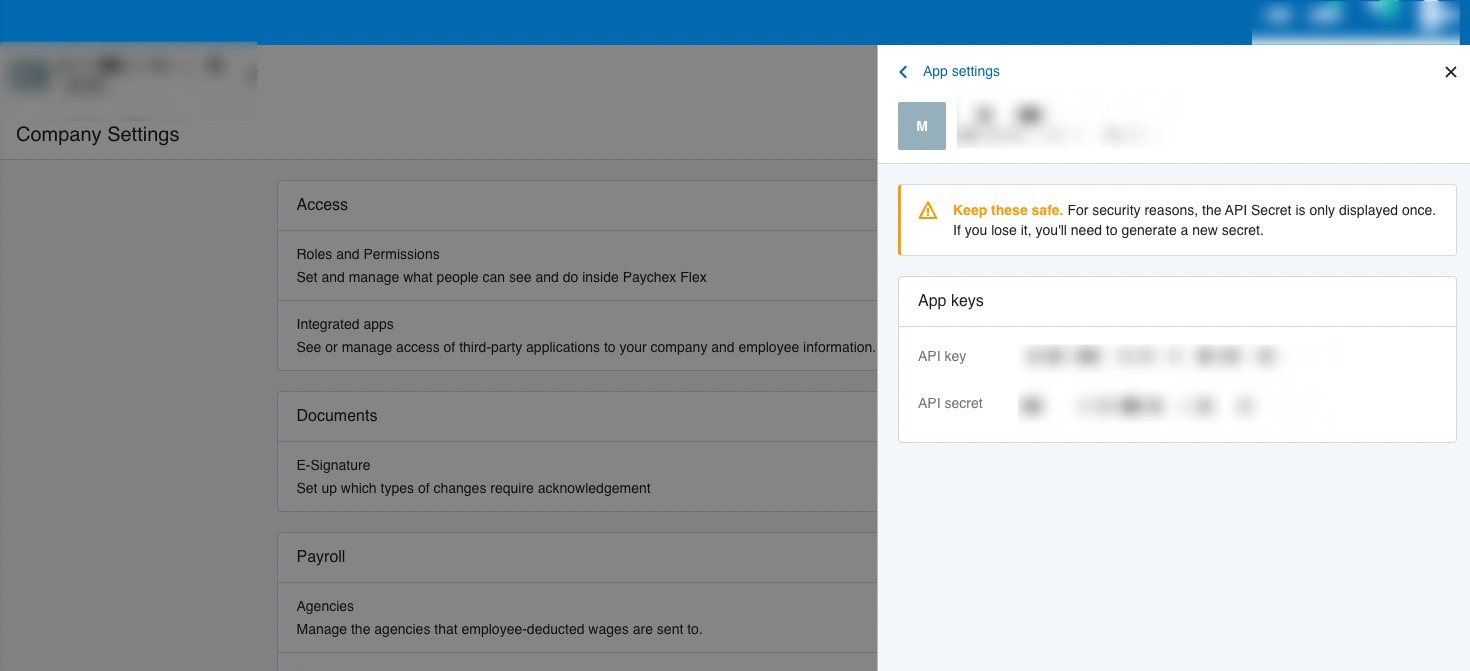 Company Settings
Access
Roles and Permissions
Set and manage what people can see and do inside Paychex Flex
Integrated apps
See or manage access of third-party applications to your company and employee information.
Documents
E-Signature
Set up which types of changes require acknowledgement
Payroll
Agencies
Manage the agencies that employee-deducted wages are sent to.
App settings
M
Keep these safe. For security reasons, the API Secret is only displayed once.
If you lose it, you'll need to generate a new secret.
App keys
API key
API secret